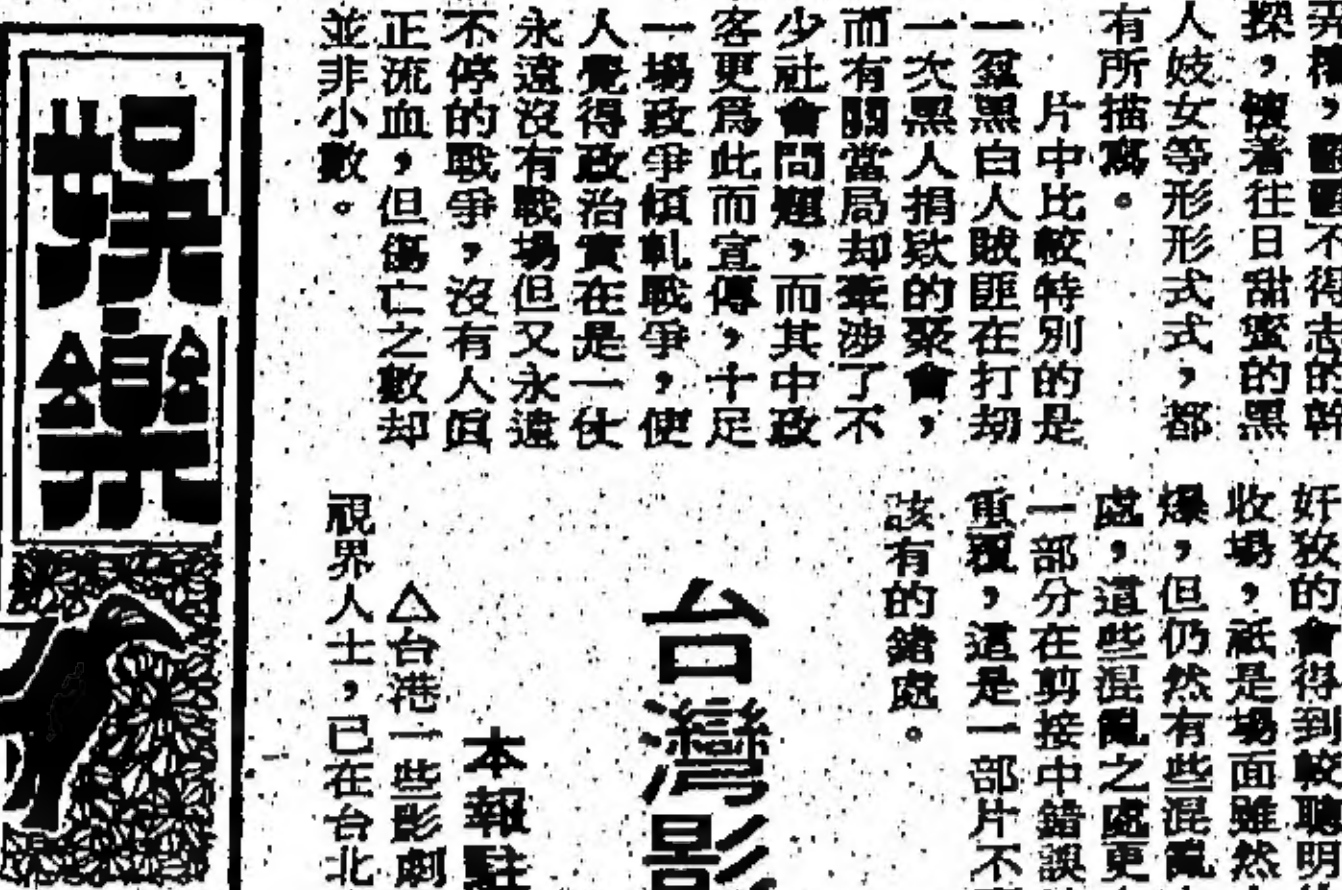 不得志的幹
探，懷着往日甜蜜的黑
人妓女等形形式式，都
有所描寫。
片中比較特別的是
一羣黑白人賊匪在打劫
一次黑人捐欵的聚會，
而有關當局却牽涉了不
少社會問題，而其中政
客更爲此而宣傳，十足
一場政爭傾軋戰爭，使
人覺得政治實在是一仗
永遠沒有戰場但又永遠
不停的戰爭，沒有人眞
正流血，但傷亡之數却
並非小數。
的會得到較聰明
收場，祇是場面雖然
爆，但仍然有些混亂
處，這些混亂之處更
一部分在剪接中錯誤
重覆，這是一部片不
該有的錯處。
台灣影
本報駐
△台港一些影劇
視界人士，已在台北
娛樂